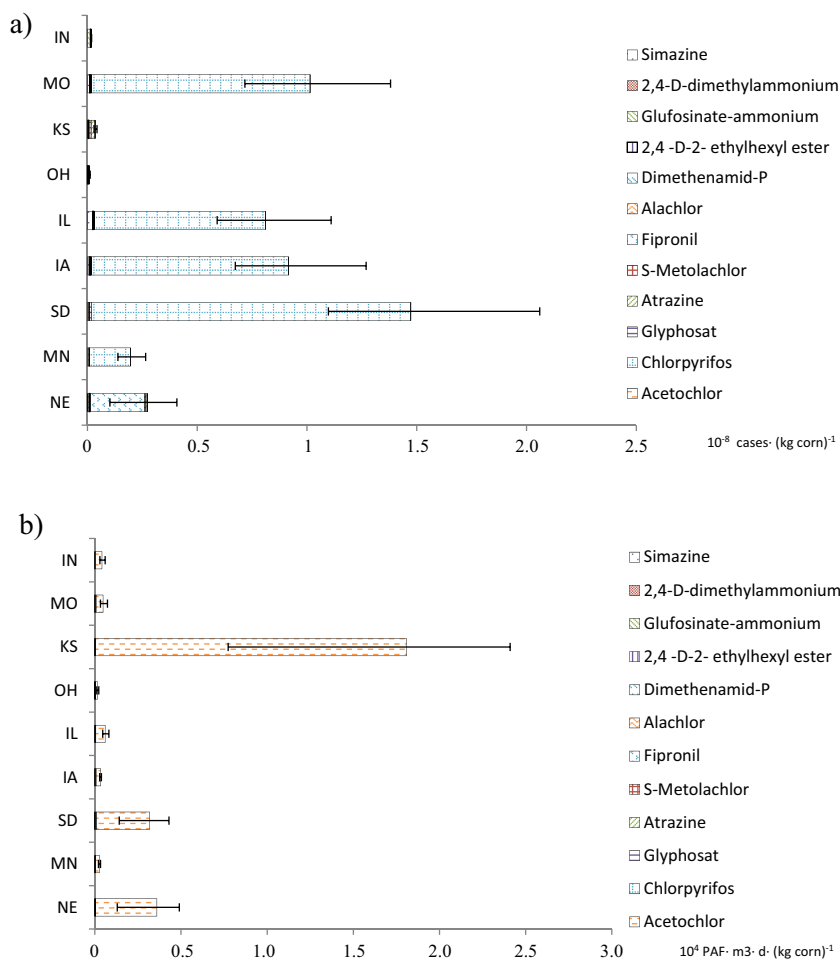 a)
IN
MO
KS
OH
IL
IA
SD
MN
NE
0 0.5 1 1.5 2.0 2.5
10-8 cases· (kg corn)-1
Simazine
2,4-D-dimethylammonium
Glufosinate-ammonium
2,4 -D-2- ethylhexyl ester
Dimethenamid-P
Alachlor
Fipronil
S-Metolachlor
Atrazine
Glyphosat
Chlorpyrifos
Acetochlor
b)
IN
MO
KS
OH
IL
IA
SD
MN
NE
0 0.5 1.0 1.5 2.0 2.5 3.0
10⁴ PAF· m3· d· (kg corn)-1
Simazine
2,4-D-dimethylammonium
Glufosinate-ammonium
2,4 -D-2- ethylhexyl ester
Dimethenamid-P
Alachlor
Fipronil
S-Metolachlor
Atrazine
Glyphosat
Chlorpyrifos
Acetochlor